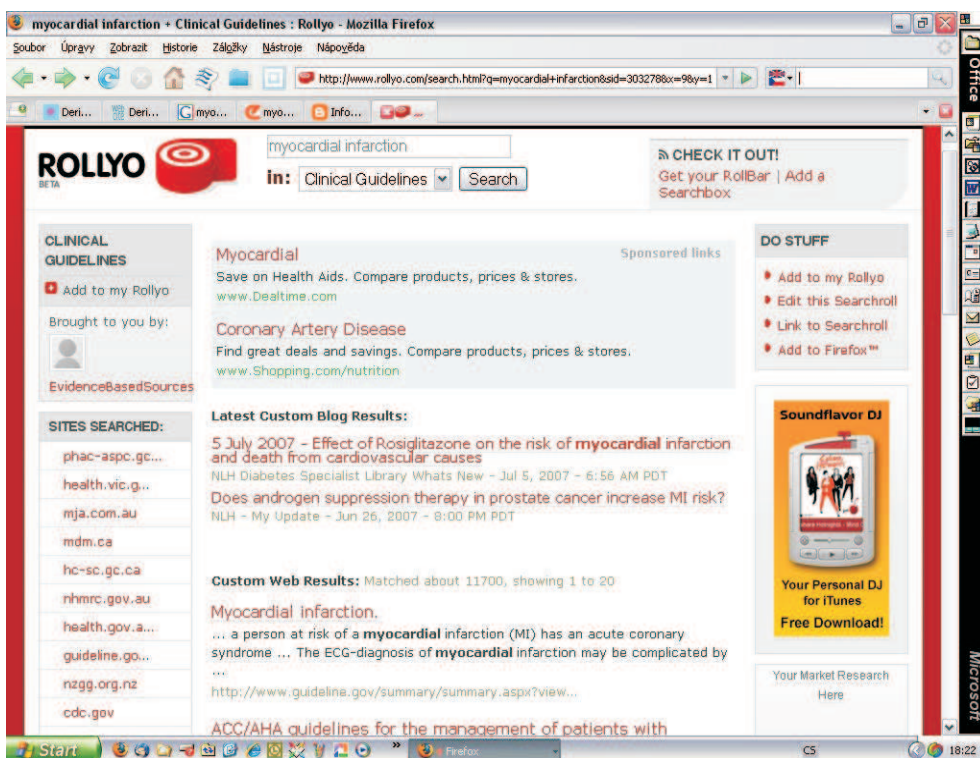 myocardial infarction + Clinical Guidelines : Rollyo - Mozilla Firefox
Soubor Úpravy Zobrazit Historie Záložky Nástroje Nápověda
http://www.rollyo.com/search.html?q=myocardial+infarction&sid=303278&x=9&y=1
Deri... Deri... myo... myo... Info...
ROLLYO
BETA
myocardial infarction
in: Clinical Guidelines Search
CHECK IT OUT!
Get your RollBar | Add a
Searchbox
CLINICAL
GUIDELINES
Add to my Rollyo
Brought to you by:
EvidenceBasedSources
SITES SEARCHED:
phac-aspc.gc...
health.vic.g...
mja.com.au
mdm.ca
hc-sc.gc.ca
nhmrc.gov.au
health.gov.a...
guideline.go...
nzgg.org.nz
cdc.gov
Sponsored links
Myocardial
Save on Health Aids. Compare products, prices & stores.
www.Dealtime.com
Coronary Artery Disease
Find great deals and savings. Compare products, prices & stores.
www.Shopping.com/nutrition
Latest Custom Blog Results:
5 July 2007 - Effect of Rosiglitazone on the risk of myocardial infarction
and death from cardiovascular causes
NLH Diabetes Specialist Library Whats New - Jul 5, 2007 - 6:56 AM PDT
Does androgen suppression therapy in prostate cancer increase MI risk?
NLH - My Update - Jun 26, 2007 - 8:00 PM PDT
Custom Web Results: Matched about 11700, showing 1 to 20
Myocardial infarction.
... a person at risk of a myocardial infarction (MI) has an acute coronary
syndrome ... The ECG-diagnosis of myocardial infarction may be complicated by
...
http://www.guideline.gov/summary/summary.aspx?view...
ACC/AHA guidelines for the management of patients with
DO STUFF
Add to my Rollyo
Edit this Searchroll
Link to Searchroll
Add to Firefox™
Soundflavor DJ
Your Personal DJ
for iTunes
Free Download!
Your Market Research
Here
Office
Microsoft
Start
Firefox
CS
18:22